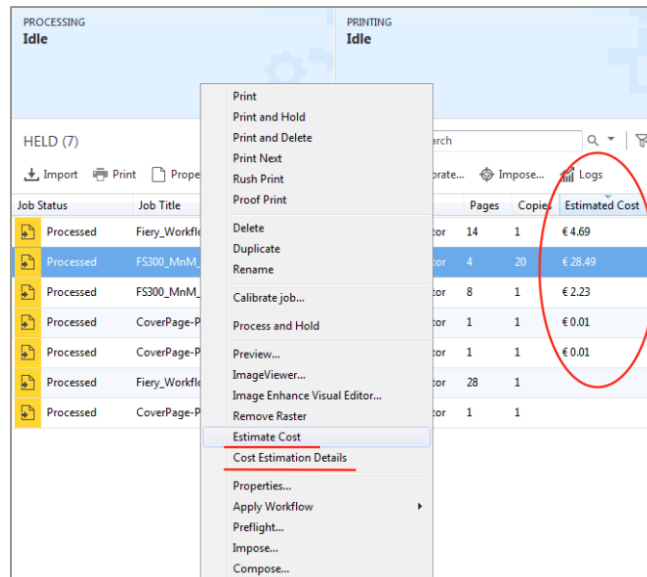 PROCESSING
Idle
PRINTING
Idle
HELD (7)
arch
Import Print Prope
orate... Impose... Logs
Job Status Job Title
Pages Copies Estimated Cost
Processed Fiery_Workflo
tor 14 1 € 4.69
Processed FS300_MnM_
tor 4 20 € 28.49
Processed FS300_MnM_
tor 8 1 € 2.23
Processed CoverPage-P
tor 1 1 € 0.01
Processed CoverPage-P
tor 1 1 € 0.01
Processed Fiery_Workflo
tor 28 1
Processed CoverPage-P
tor 1 1
Print
Print and Hold
Print and Delete
Print Next
Rush Print
Proof Print
Delete
Duplicate
Rename
Calibrate job...
Process and Hold
Preview...
ImageViewer...
Image Enhance Visual Editor...
Remove Raster
Estimate Cost
Cost Estimation Details
Properties...
Apply Workflow
Preflight...
Impose...
Compose...